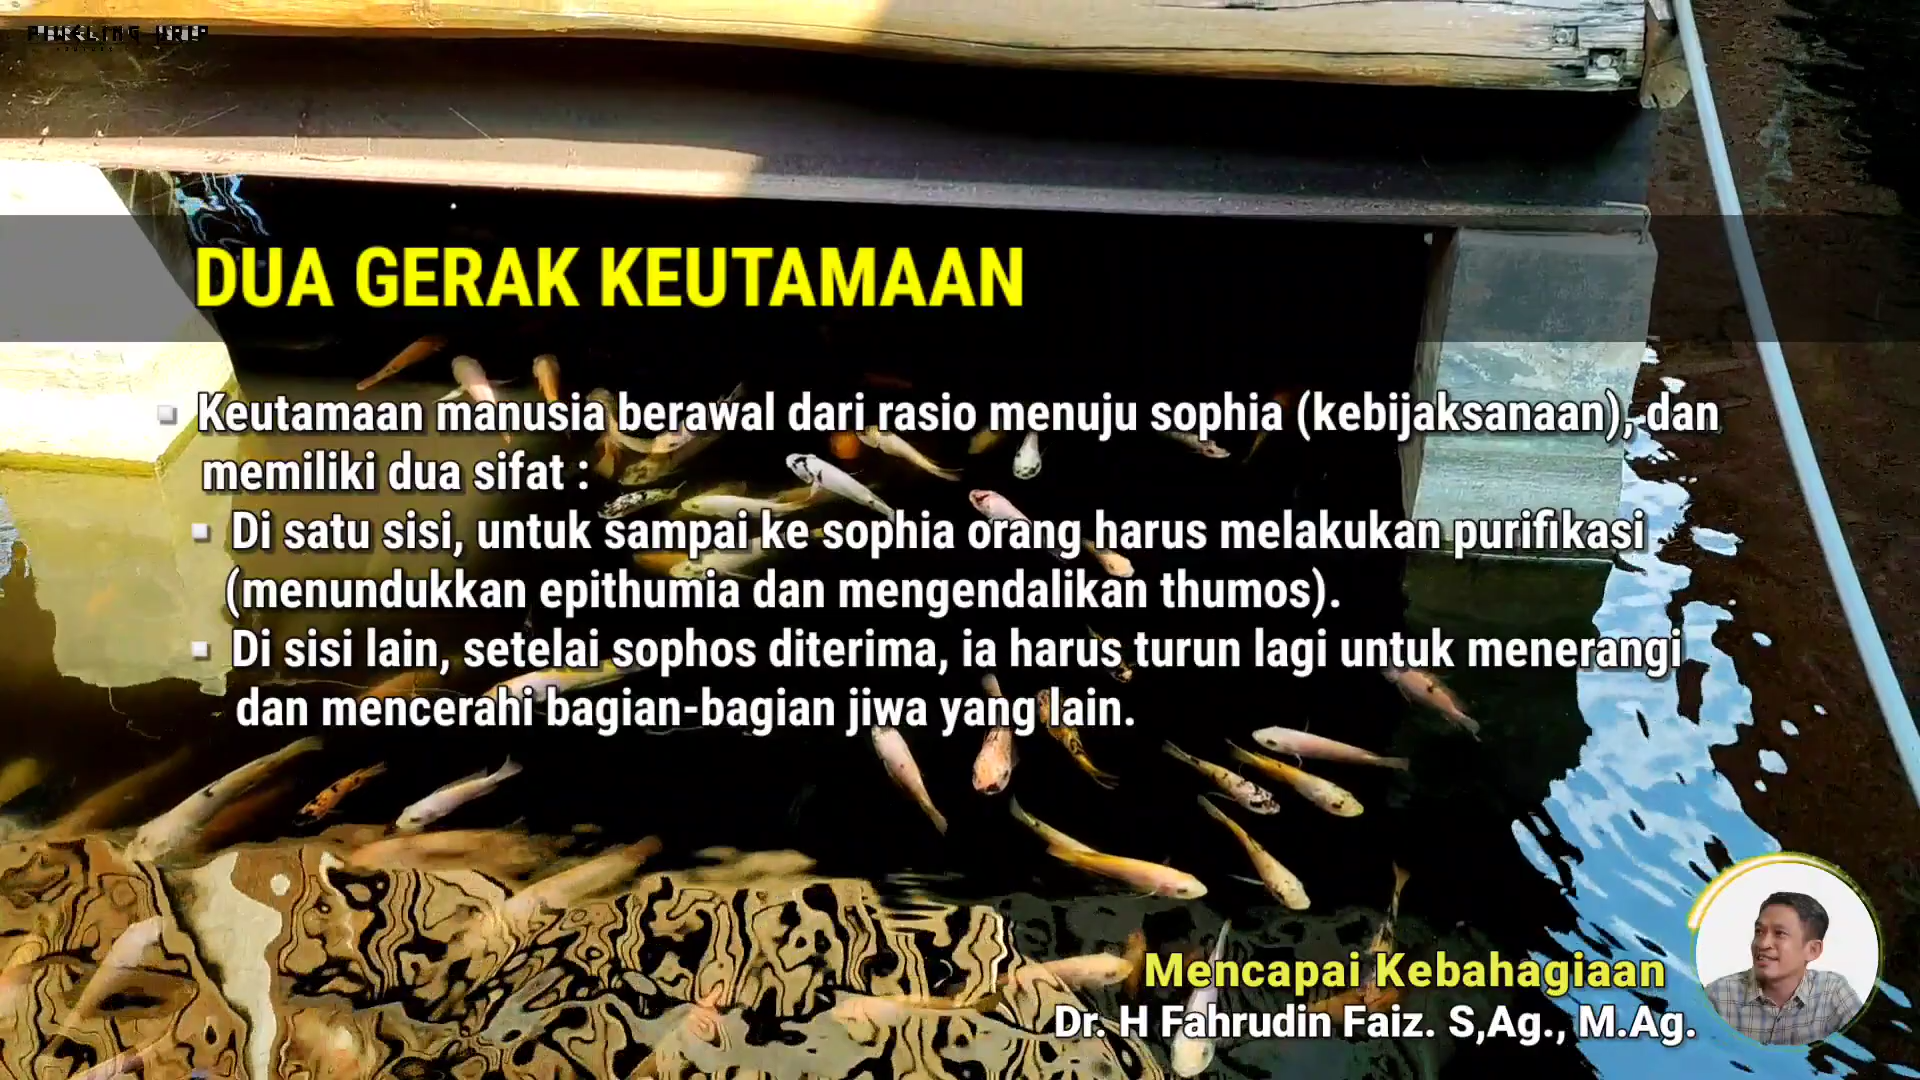 DUA GERAK KEUTAMAAN
Keutamaan manusia berawal dari rasio menuju sophia (kebijaksanaan), dan
memiliki dua sifat :
Di satu sisi, untuk sampai ke sophia orang harus melakukan purifikasi
(menundukkan epithumia dan mengendalikan thumos).
Di sisi lain, setelai sophos diterima, ia harus turun lagi untuk menerangi
dan mencerahi bagian-bagian jiwa yang lain.
Mencapai Kebahagiaan
Dr. H Fahrudin Faiz. S,Ag., M.Ag.